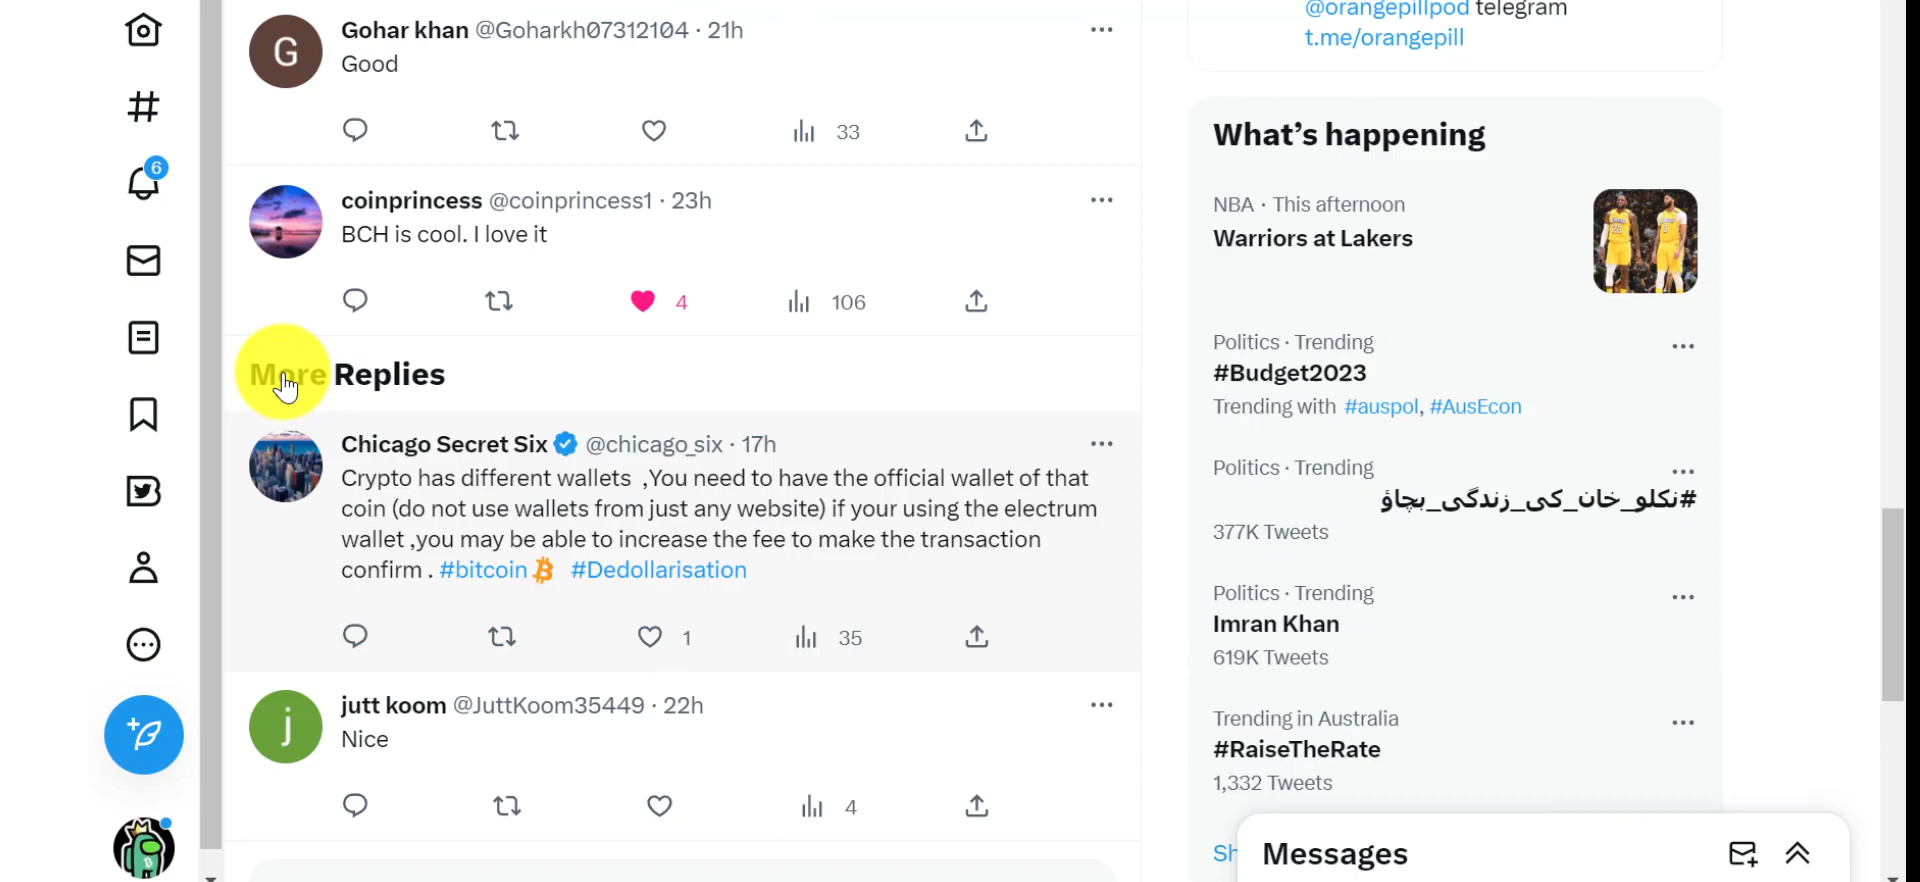 6
G
Gohar khan @Goharkh07312104 · 21h
Good
33
coinprincess @coinprincess1 · 23h
BCH is cool. I love it
4 106
More Replies
Chicago Secret Six @chicago_six · 17h
Crypto has different wallets ,You need to have the official wallet of that
coin (do not use wallets from just any website) if your using the electrum
wallet ,you may be able to increase the fee to make the transaction
confirm . #bitcoin #Dedollarisation
1 35
j
jutt koom @JuttKoom35449 · 22h
Nice
4
@orangepillpod telegram
t.me/orangepill
What's happening
NBA · This afternoon
Warriors at Lakers
Politics · Trending
#Budget2023
Trending with #auspol, #AusEcon
Politics · Trending
#نکلو_خان_کی_زندگی_بچاؤ
377K Tweets
Politics · Trending
Imran Khan
619K Tweets
Trending in Australia
#RaiseTheRate
1,332 Tweets
Sh
Messages